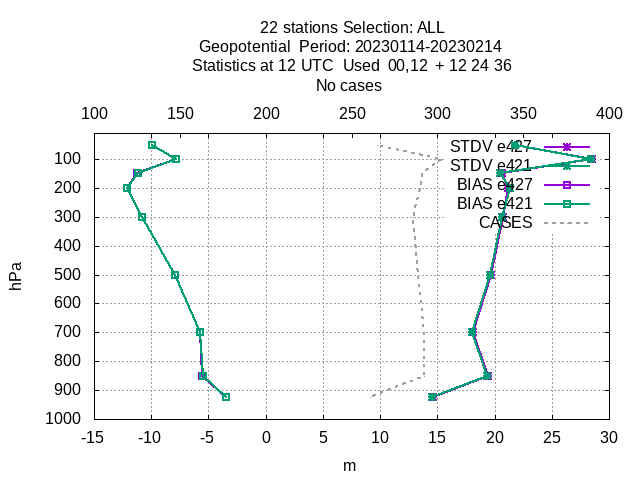 22 stations Selection: ALL
Geopotential  Period: 20230114-20230214
Statistics at 12 UTC  Used  00,12  + 12 24 36
No cases
100 150 200 250 300 350 400
STDV e427
STDV e421
BIAS e427
BIAS e421
CASES
100
200
300
400
500
600
700
800
900
1000
hPa
-15 -10 -5 0 5 10 15 20 25 30
m